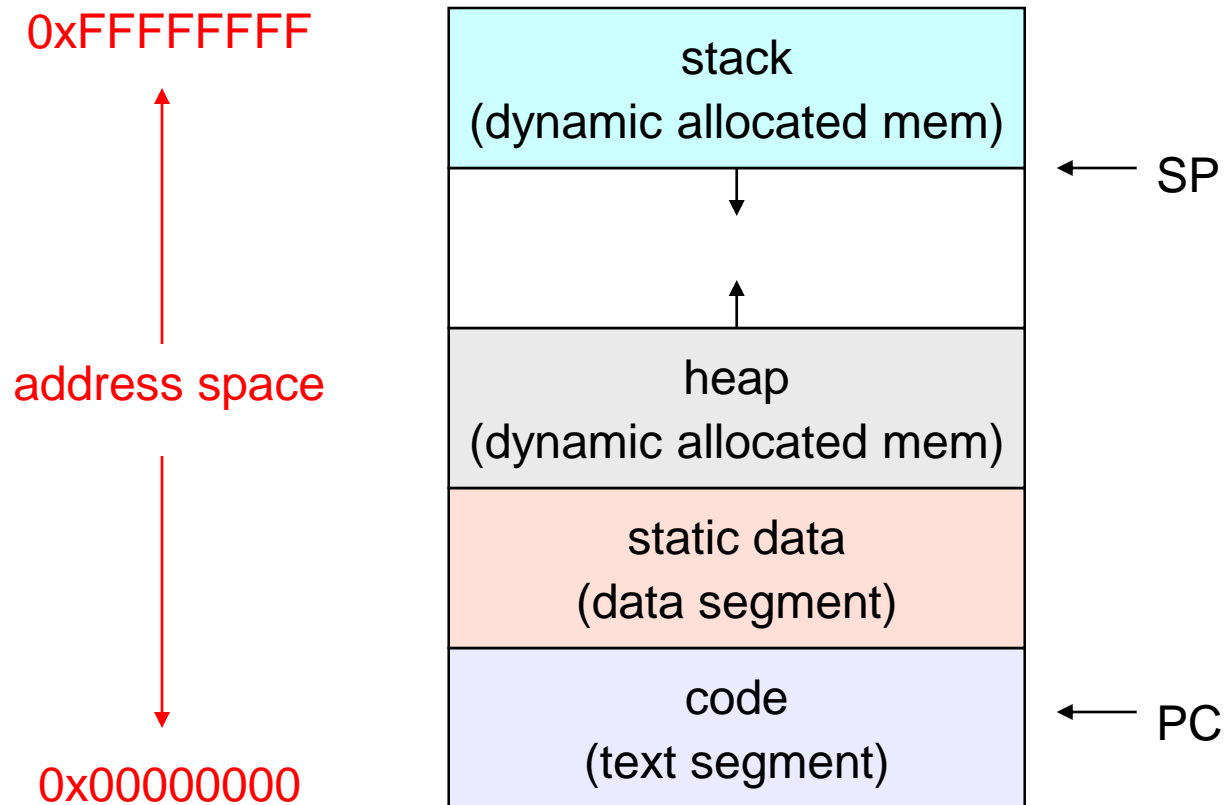 0xFFFFFFFF
stack
(dynamic allocated mem)
SP
address space
heap
(dynamic allocated mem)
static data
(data segment)
code
(text segment)
PC
0x00000000